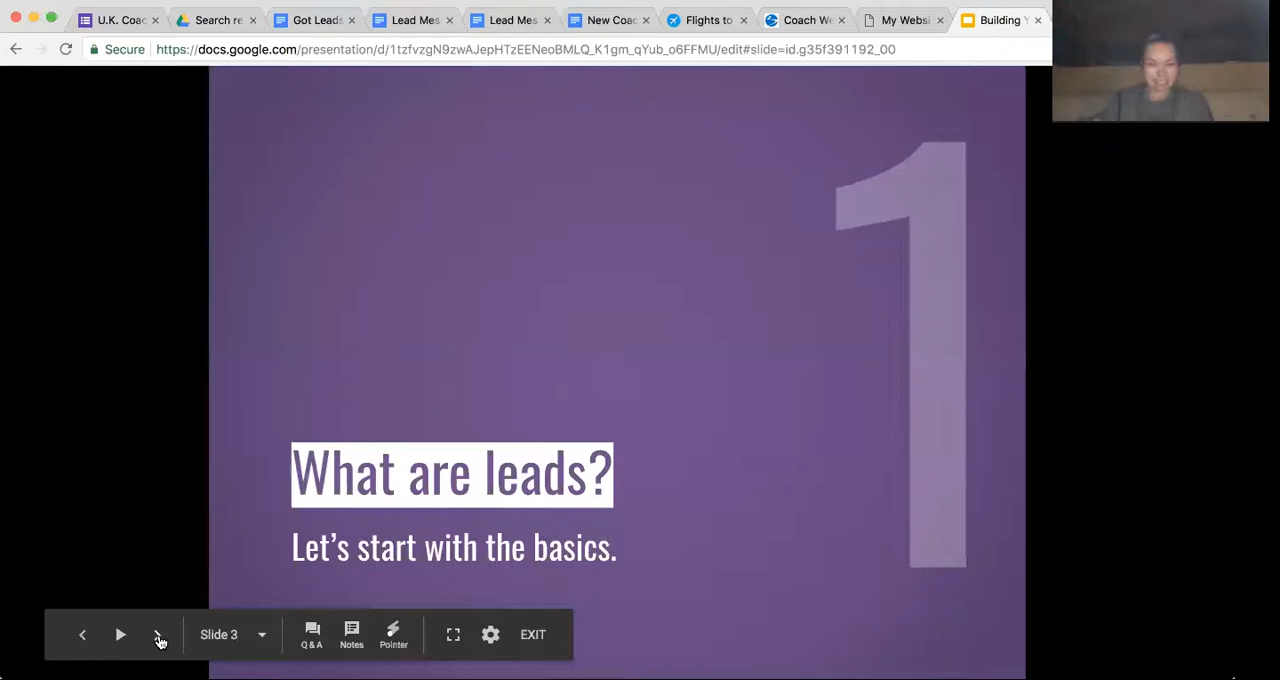 U.K. Coac
Search re
Got Leads
Lead Mes
Lead Mes
New Coac
Flights to
Coach We
My Websi
Building Y
Secure
https://docs.google.com/presentation/d/1tzfvzgN9zwAJepHTzEENeoBMLQ_K1gm_qYub_o6FFMU/edit#slide=id.g35f391192_00
1
What are leads?
Let's start with the basics.
Slide 3
Q & A
Notes
Pointer
EXIT